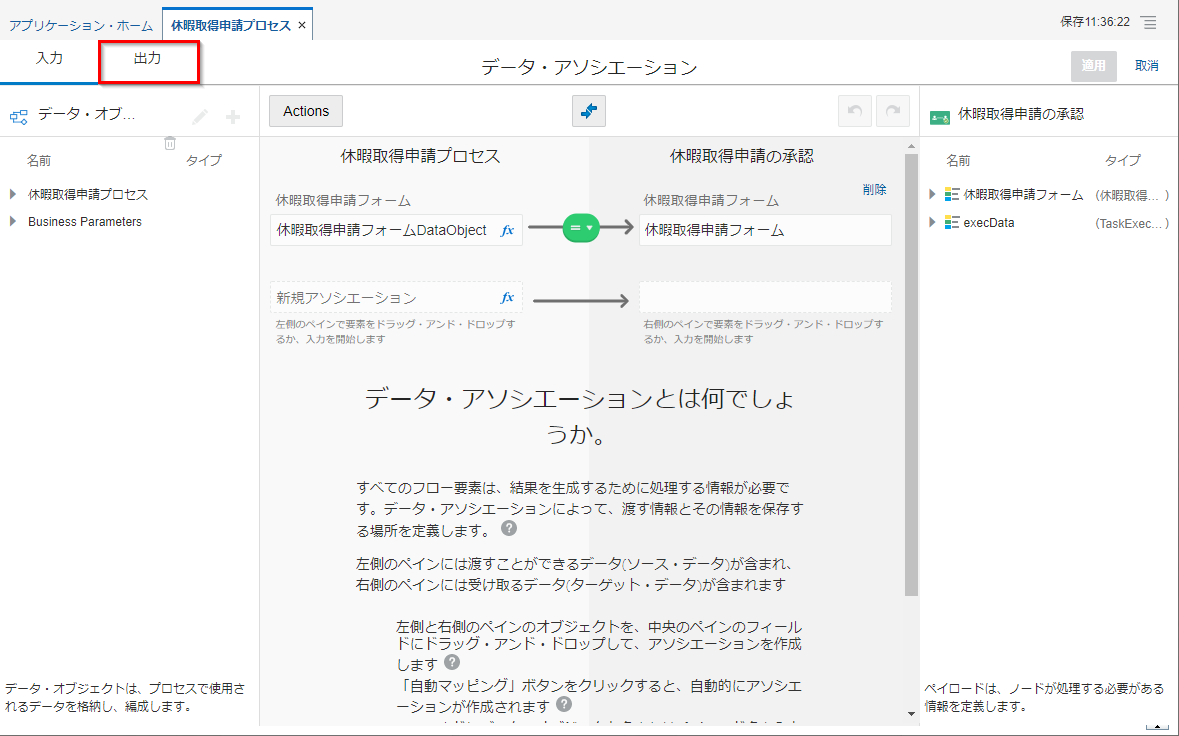 アプリケーション・ホーム
休暇取得申請プロセス ×
保存11:36:22
入力
出力
データ・アソシエーション
適用
取消
データ・オブ...
Actions
休暇取得申請の承認
名前
タイプ
休暇取得申請プロセス
Business Parameters
休暇取得申請プロセス
休暇取得申請の承認
削除
休暇取得申請フォーム
休暇取得申請フォーム
休暇取得申請フォームDataObject
fx
=
休暇取得申請フォーム
新規アソシエーション
fx
左側のペインで要素をドラッグ・アンド・ドロップす
るか、入力を開始します
右側のペインで要素をドラッグ・アンド・ドロップす
るか、入力を開始します
データ・アソシエーションとは何でしょ
うか。
すべてのフロー要素は、結果を生成するために処理する情報が必要で
す。データ・アソシエーションによって、渡す情報とその情報を保存す
る場所を定義します。 ?
左側のペインには渡すことができるデータ(ソース・データ)が含まれ、
右側のペインには受け取るデータ(ターゲット・データ)が含まれます
左側と右側のペインのオブジェクトを、中央のペインのフィール
ドにドラッグ・アンド・ドロップして、アソシエーションを作成
します ?
「自動マッピング」ボタンをクリックすると、自動的にアソシエ
ーションが作成されます ?
名前
タイプ
休暇取得申請フォーム
(休暇取得... )
execData
(TaskExec... )
データ・オブジェクトは、プロセスで使用さ
れるデータを格納し、編成します。
ペイロードは、ノードが処理する必要がある
情報を定義します。